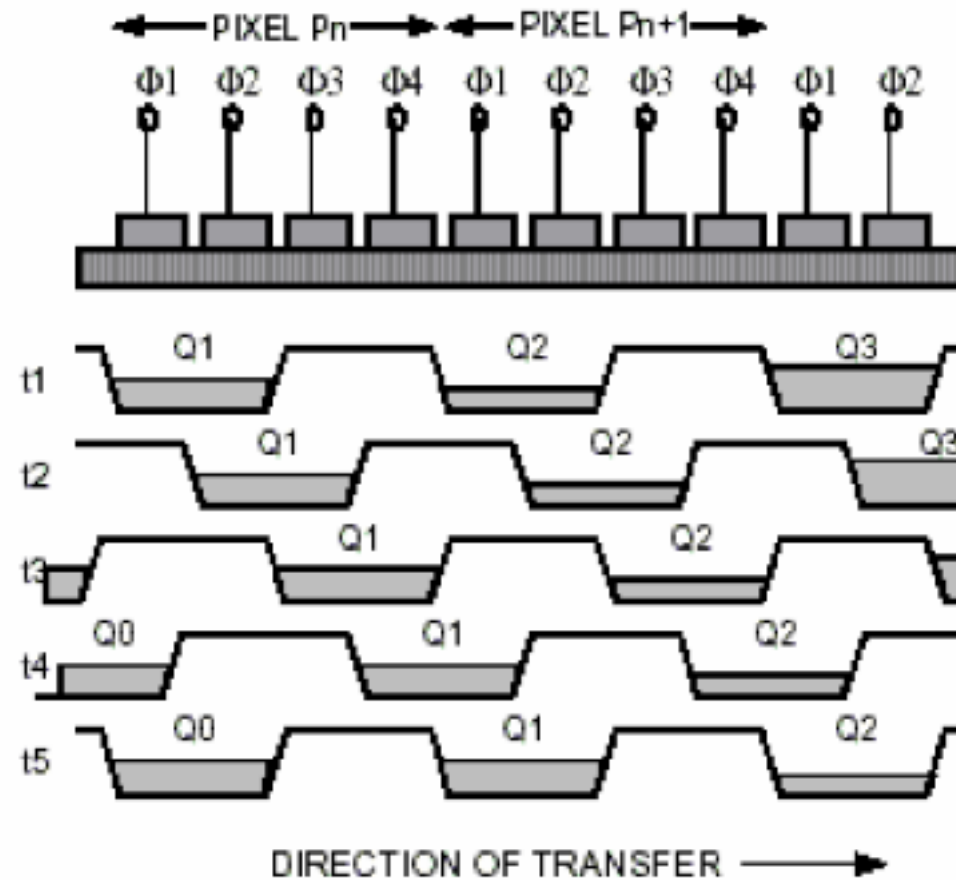 PIXEL Pn PIXEL Pn+1
Φ1 Φ2 Φ3 Φ4 Φ1 Φ2 Φ3 Φ4 Φ1 Φ2
Q1 Q2 Q3
t1
Q1 Q2 Q3
t2
Q1 Q2
t3
Q0 Q1 Q2
t4
Q0 Q1 Q2
t5
DIRECTION OF TRANSFER